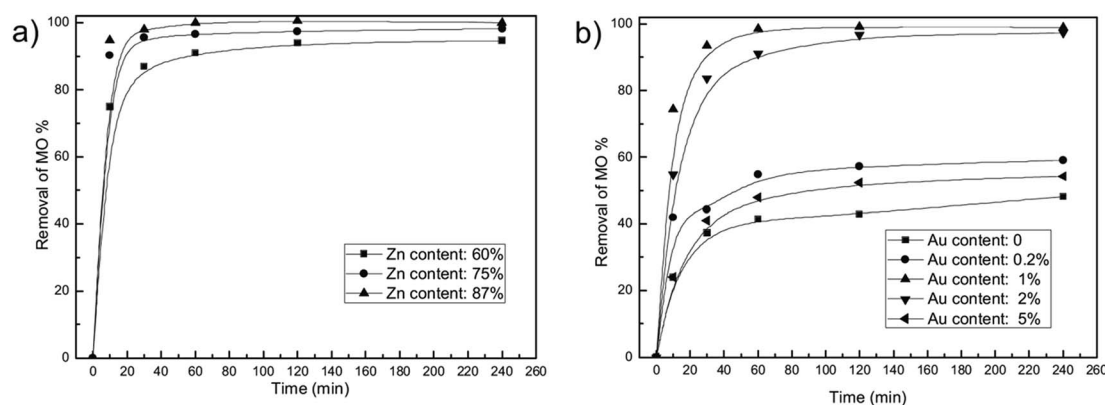 a)
100
80
60
40
20
0
Removal of MO %
Zn content: 60%
Zn content: 75%
Zn content: 87%
0 20 40 60 80 100 120 140 160 180 200 220 240 260
Time (min)
b)
100
80
60
40
20
0
Removal of MO %
Au content: 0
Au content: 0.2%
Au content: 1%
Au content: 2%
Au content: 5%
0 20 40 60 80 100 120 140 160 180 200 220 240 260
Time (min)